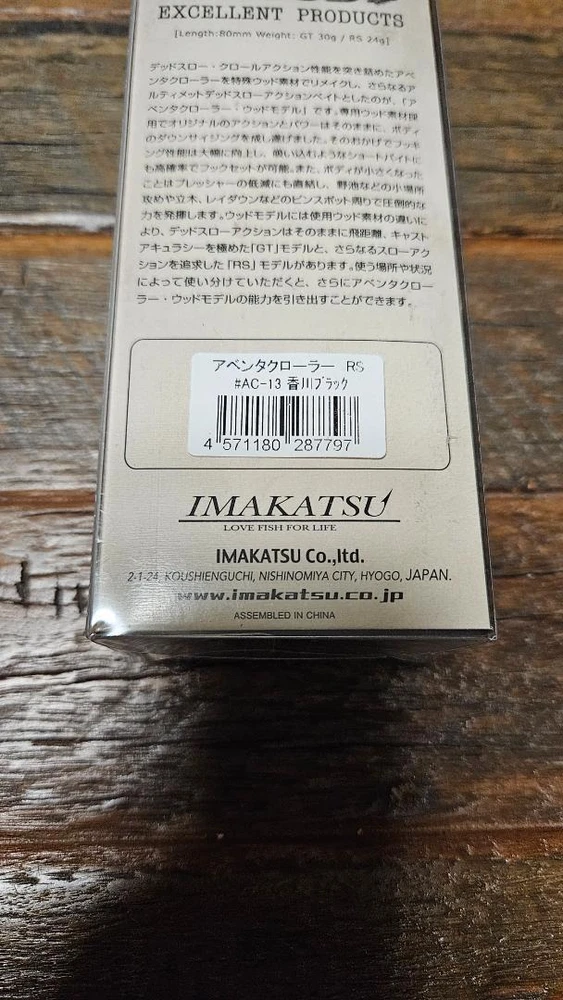 EXCELLENT PRODUCTS
[Length:80mm Weight: GT 30g / RS 24g]
デッドスロー・クロールアクション性能を突き詰めたアベ
ンタクローラーを特殊ウッド素材でリメイクし、さらなるア
ルティメットデッドスローアクションベイトとしたのが、「ア
ベンタクローラー・ウッドモデル」です。専用ウッド素材採
用でオリジナルのアクションとパワーはそのままに、ボディ
のダウンサイジングを成し遂げました。そのおかげでフッキ
ング性能は大幅に向上し、吸い込むようなショートバイトに
も高確率でフックセットが可能。また、ボディが小さくなった
ことはプレッシャーの低減にも直結し、野池などの小場所
攻めや立木、レイダウンなどのピンスポット周りで圧倒的な
力を発揮します。ウッドモデルには使用ウッド素材の違いに
より、デッドスローアクションはそのままに飛距離、キャスト
アキュラシーを極めた「GT」モデルと、さらなるスローアク
ションを追求した「RS」モデルがあります。使う場所や状況
によって使い分けていただくと、さらにアベンタクロー
ラー・ウッドモデルの能力を引き出すことができます。
アベンタクローラー RS
#AC-13 香川ブラック
4 571180 287797
IMAKATSU
LOVE FISH FOR LIFE
IMAKATSU Co.,ltd.
2-1-24, KOUSHIENGUCHI, NISHINOMIYA CITY, HYOGO, JAPAN.
www.imakatsu.co.jp
ASSEMBLED IN CHINA